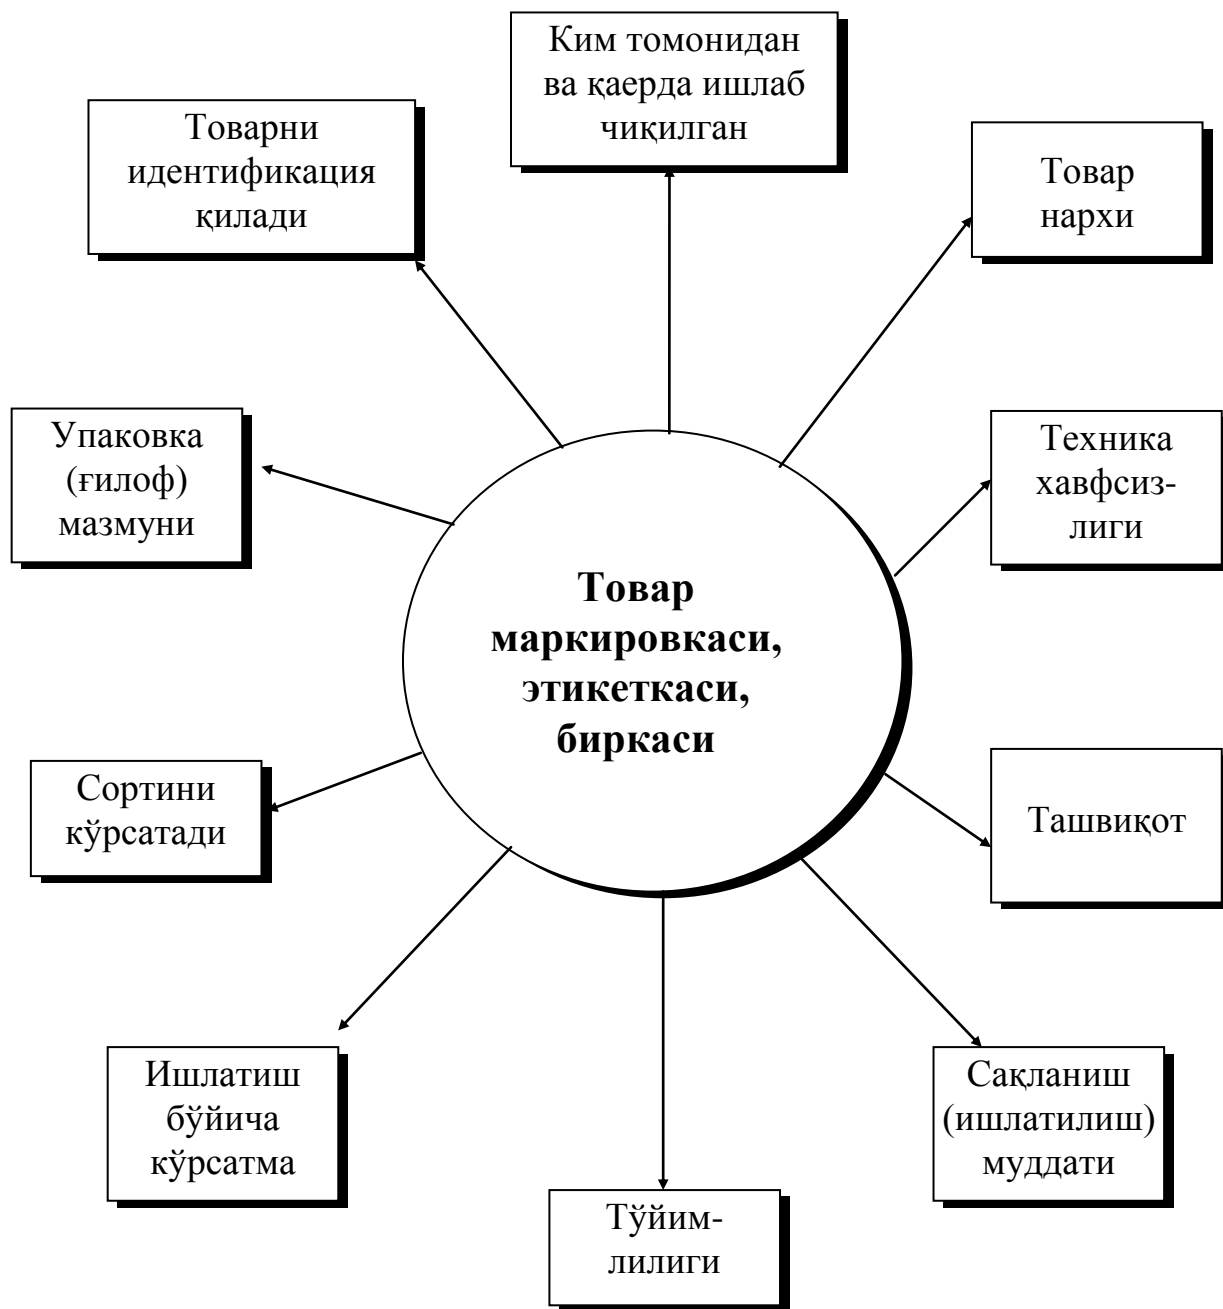 Ким томонидан
ва қаерда ишлаб
чиқилган
Товарни
идентификация
қилади
Товар
нархи
Упаковка
(ғилоф)
мазмуни
Техника
хавфсиз-
лиги
Товар
маркировкаси,
этикеткаси,
биркаси
Сортини
кўрсатади
Ташвиқот
Ишлатиш
бўйича
кўрсатма
Сақланиш
(ишлатилиш)
муддати
Тўйим-
лилиги